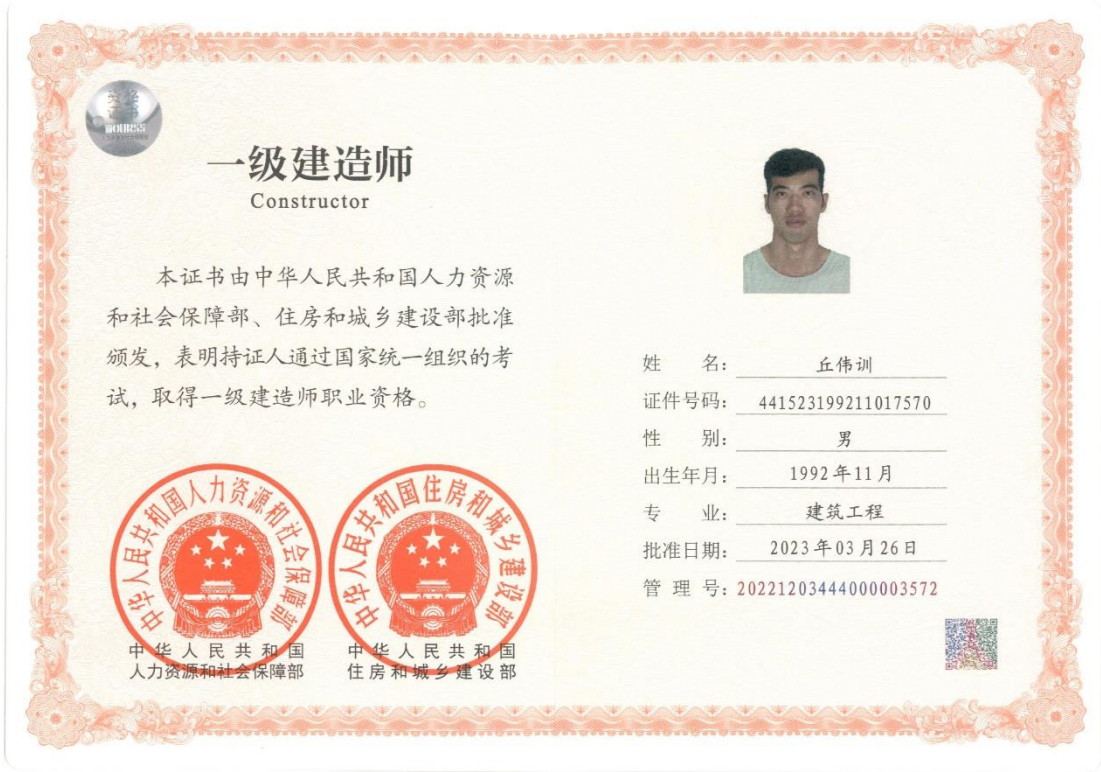 MOHRSS
一级建造师
Constructor
本证书由中华人民共和国人力资源
和社会保障部、住房和城乡建设部批准
颁发，表明持证人通过国家统一组织的考
试，取得一级建造师职业资格。
中华人民共和国人力资源和社会保障部
中华人民共和国住房和城乡建设部
中华人民共和国
人力资源和社会保障部
中华人民共和国
住房和城乡建设部
姓 名：丘伟训
证件号码：441523199211017570
性 别：男
出生年月：1992年11月
专 业：建筑工程
批准日期：2023年03月26日
管 理 号：20221203444000003572